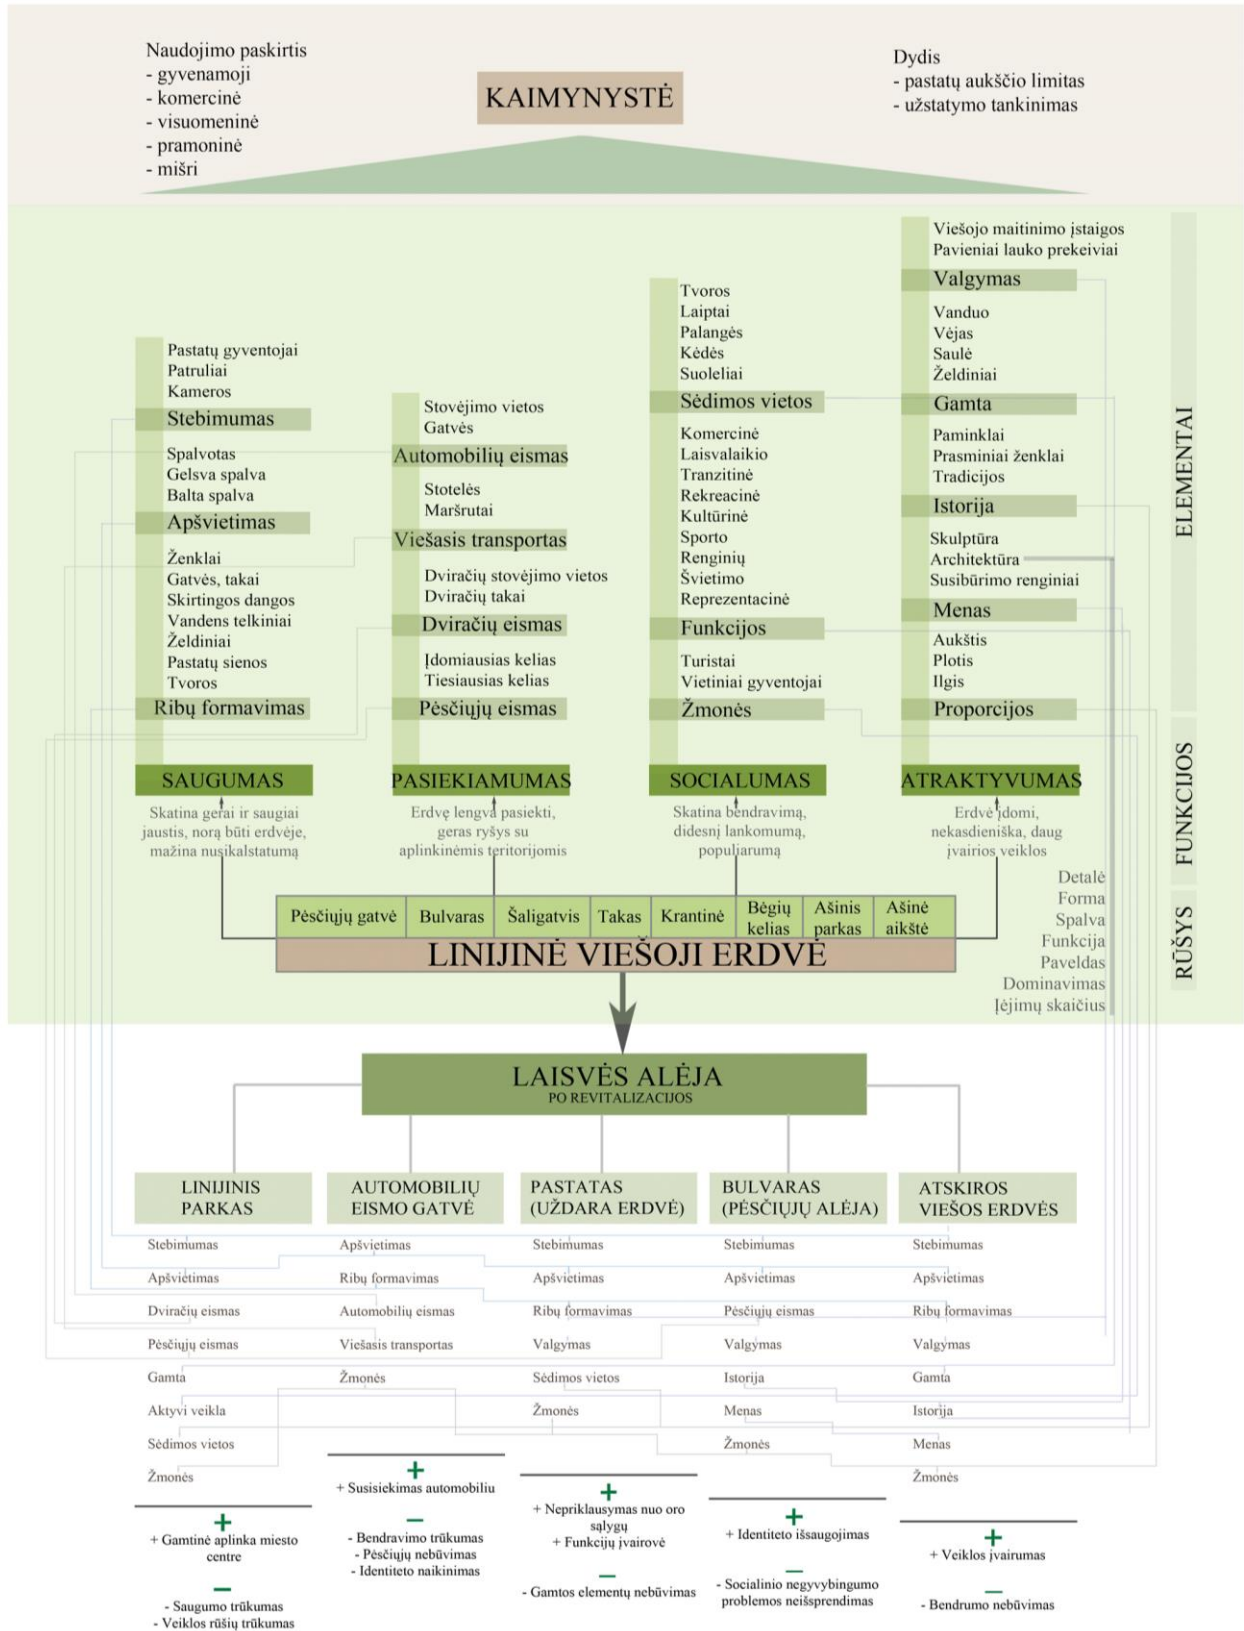 Naudojimo paskirtis
- gyvenamoji
- komercinė
- visuomeninė
- pramoninė
- mišri
KAIMYNYSTĖ
Dydis
- pastatų aukščio limitas
- užstatymo tankinimas
Pastatų gyventojai
Patruliai
Kameros
Stebimumas
Spalvotas
Gelsva spalva
Balta spalva
Apšvietimas
Ženklai
Gatvės, takai
Skirtingos dangos
Vandens telkiniai
Želdiniai
Pastatų sienos
Tvoros
Ribų formavimas
SAUGUMAS
Skatina gerai ir saugiai
jaustis, norą būti erdvėje,
mažina nusikalstatumą
Stovėjimo vietos
Gatvės
Automobilių eismas
Stotelės
Maršrutai
Viešasis transportas
Dviračių stovėjimo vietos
Dviračių takai
Dviračių eismas
Įdomiausias kelias
Tiesiausias kelias
Pėsčiųjų eismas
PASIEKIAMUMAS
Erdvę lengva pasiekti,
geras ryšys su
aplinkinėmis teritorijomis
Tvoros
Laiptai
Palangės
Kėdės
Suoleliai
Sėdimos vietos
Komercinė
Laisvalaikio
Tranzitinė
Rekreacinė
Kultūrinė
Sporto
Renginių
Švietimo
Reprezentacinė
Funkcijos
Turistai
Vietiniai gyventojai
Žmonės
SOCIALUMAS
Skatina bendravimą,
didesnį lankomumą,
populiarumą
Viešojo maitinimo įstaigos
Pavieniai lauko prekeiviai
Valgymas
Vanduo
Vėjas
Saulė
Želdiniai
Gamta
Paminklai
Prasminiai ženklai
Tradicijos
Istorija
Skulptūra
Architektūra
Susibūrimo renginiai
Menas
Aukštis
Plotis
Ilgis
Proporcijos
ATRAKTYVUMAS
Erdvė įdomi,
nekasdieniška, daug
įvairios veiklos
Detalė
Forma
Spalva
Funkcija
Paveldas
Dominavimas
Įėjimų skaičius
ELEMENTAI
FUNKCIJOS
RŪŠYS
Pėsčiųjų gatvė
Bulvaras
Šaligatvis
Takas
Krantinė
Bėgių
kelias
Ašinis
parkas
Ašinė
aikštė
LINIJINĖ VIEŠOJI ERDVĖ
LAISVĖS ALĖJA
PO REVITALIZACIJOS
LINIJINIS
PARKAS
Stebimumas
Apšvietimas
Dviračių eismas
Pėsčiųjų eismas
Gamta
Aktyvi veikla
Sėdimos vietos
Žmonės
+
+ Gamtinė aplinka miesto
centre
–
- Saugumo trūkumas
- Veiklos rūšių trūkumas
AUTOMOBILIŲ
EISMO GATVĖ
Apšvietimas
Ribų formavimas
Automobilių eismas
Viešasis transportas
Žmonės
+
+ Susisiekimas automobiliu
–
- Bendravimo trūkumas
- Pėsčiųjų nebūvimas
- Identiteto naikinimas
PASTATAS
(UŽDARA ERDVĖ)
Stebimumas
Apšvietimas
Ribų formavimas
Valgymas
Sėdimos vietos
Žmonės
+
+ Nepriklausymas nuo oro
sąlygų
+ Funkcijų įvairovė
–
- Gamtos elementų nebūvimas
BULVARAS
(PĖSČIŲJŲ ALĖJA)
Stebimumas
Apšvietimas
Pėsčiųjų eismas
Valgymas
Istorija
Menas
Žmonės
+
+ Identiteto išsaugojimas
–
- Socialinio negyvybingumo
problemos neišsprendimas
ATSKIROS
VIEŠOS ERDVĖS
Stebimumas
Apšvietimas
Ribų formavimas
Valgymas
Gamta
Istorija
Menas
Žmonės
+
+ Veiklos įvairumas
–
- Bendrumo nebūvimas